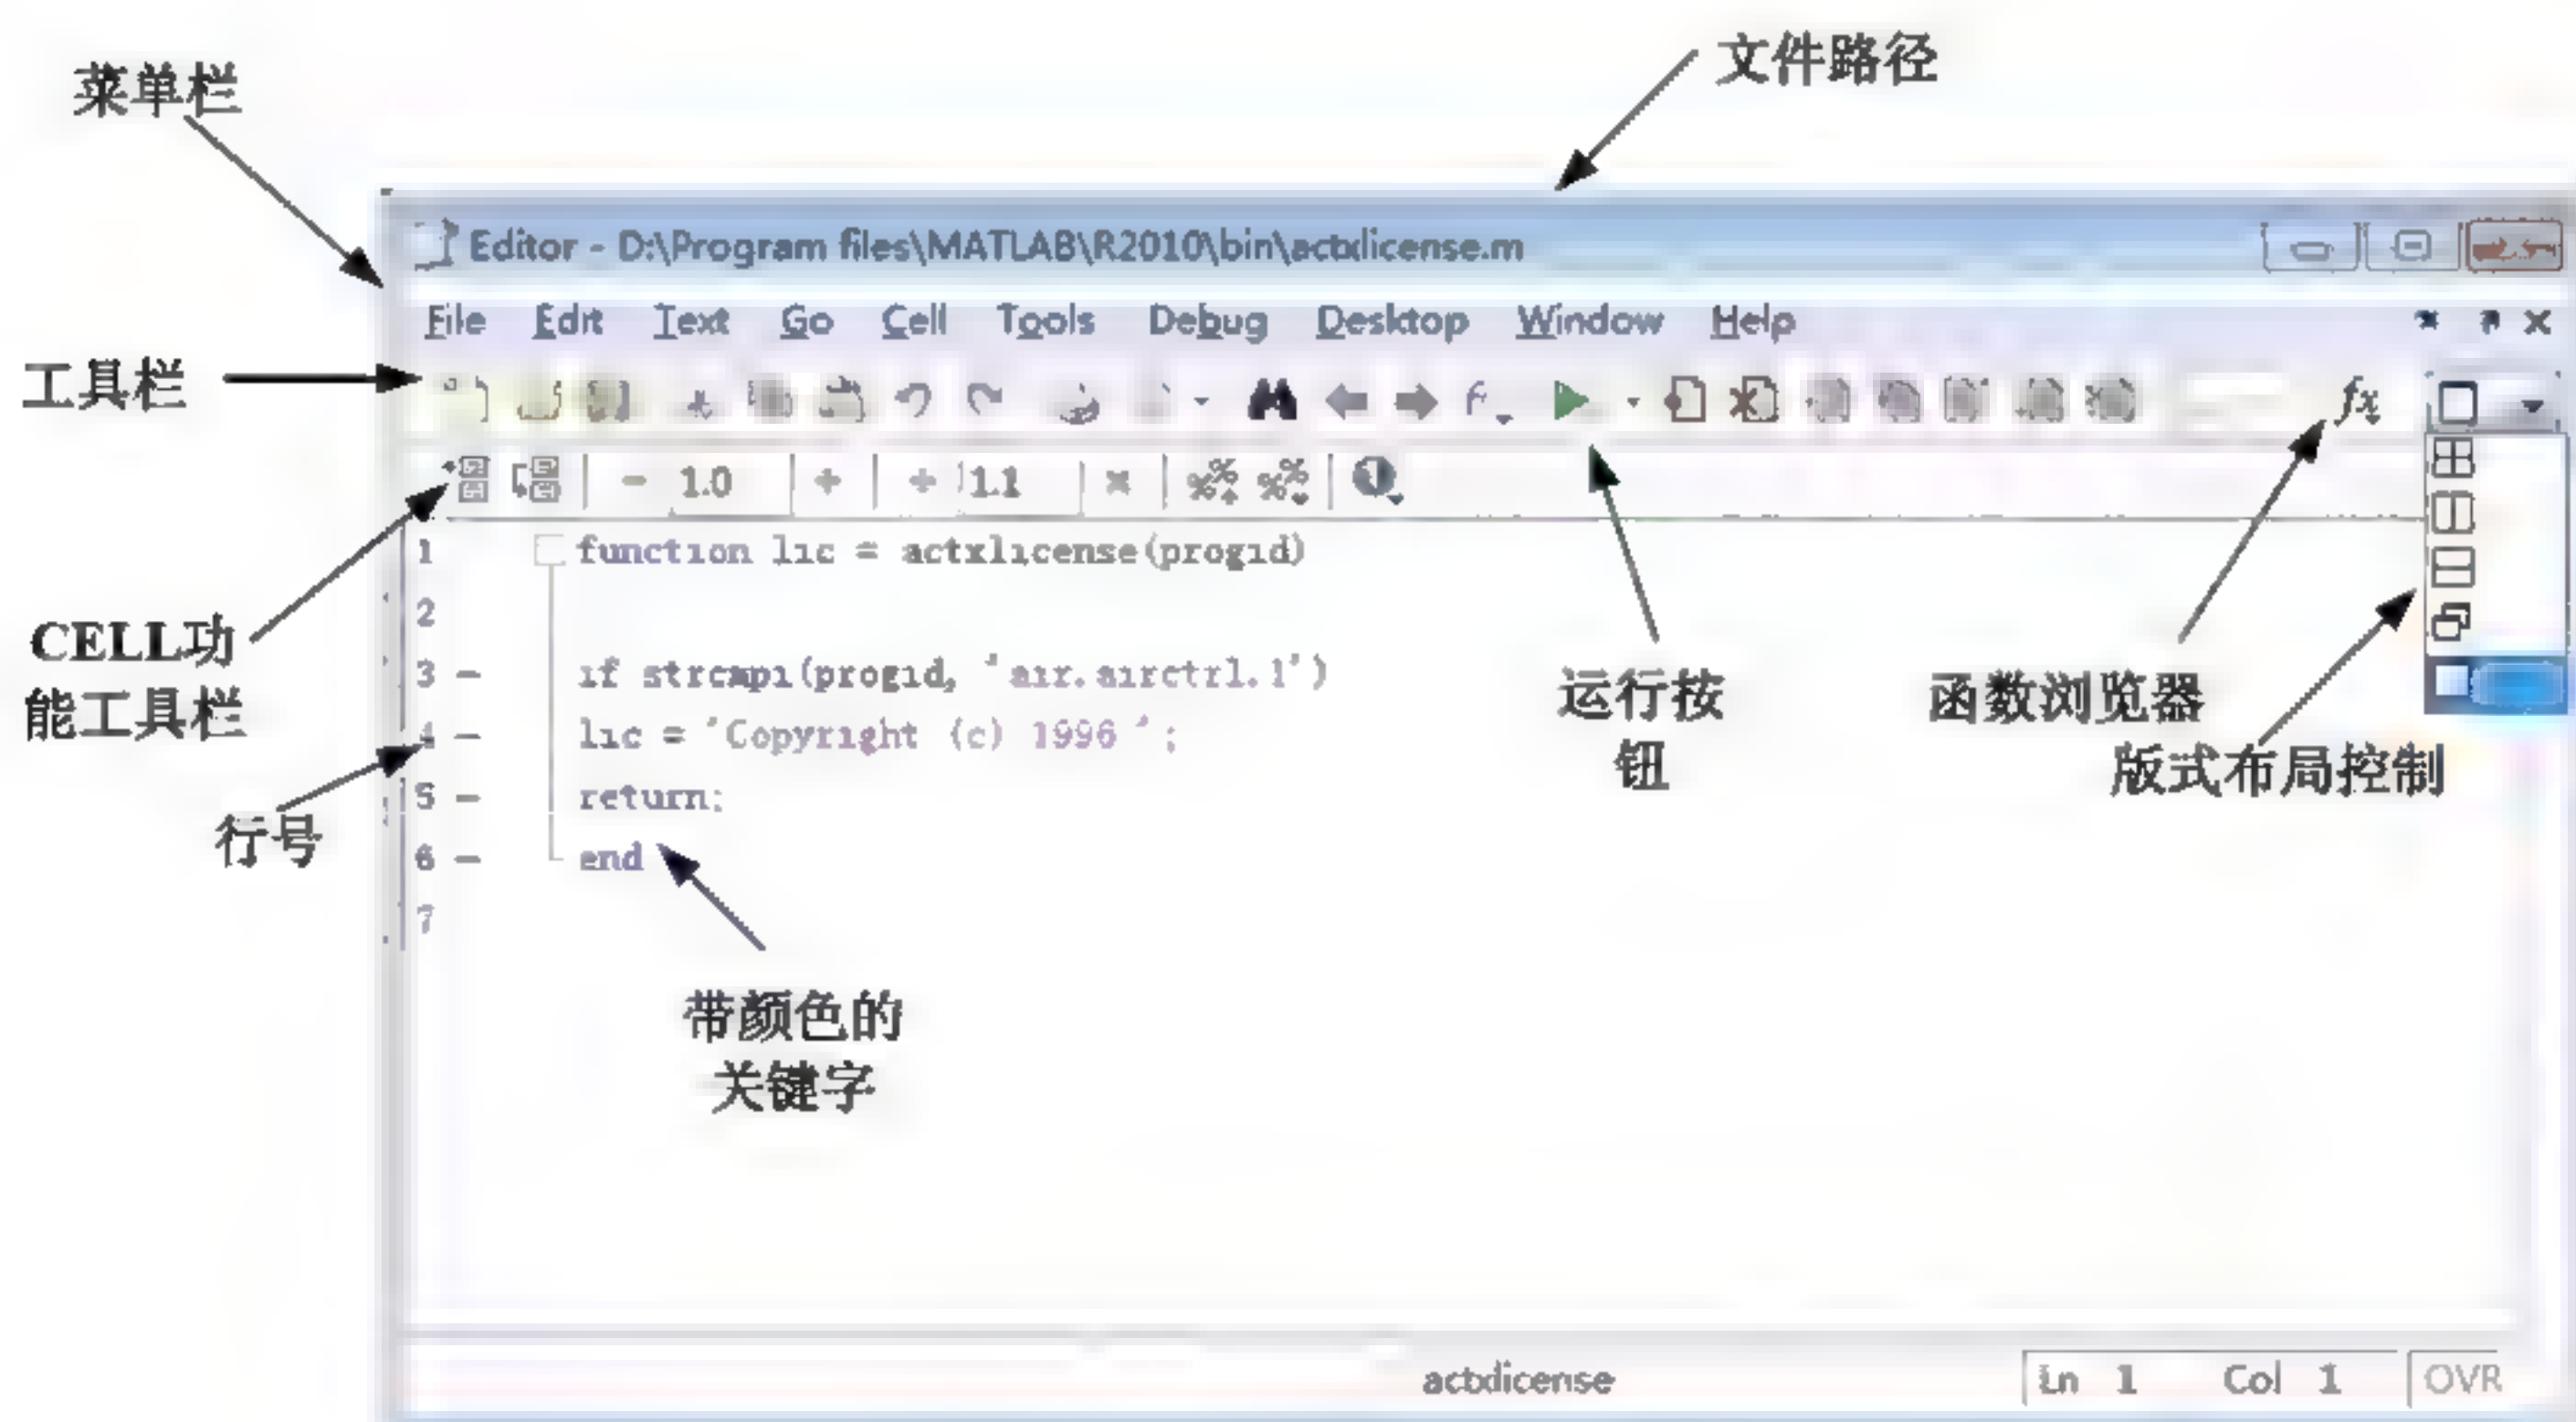 文件路径
菜单栏
Editor - D:\Program files\MATLAB\R2010\bin\actxlicense.m
File Edit Text Go Cell Tools Debug Desktop Window Help
工具栏
fx
- 1.0 + ÷ 1.1 ×
1 function lic = actxlicense(progid)
2
3 - if strcmpi(progid, 'air.airctrl.1')
4 - lic = 'Copyright (c) 1996 ';
5 - return;
6 - end
7
CELL功
能工具栏
行号
运行按
钮
函数浏览器
版式布局控制
带颜色的
关键字
actxlicense Ln 1 Col 1 OVR